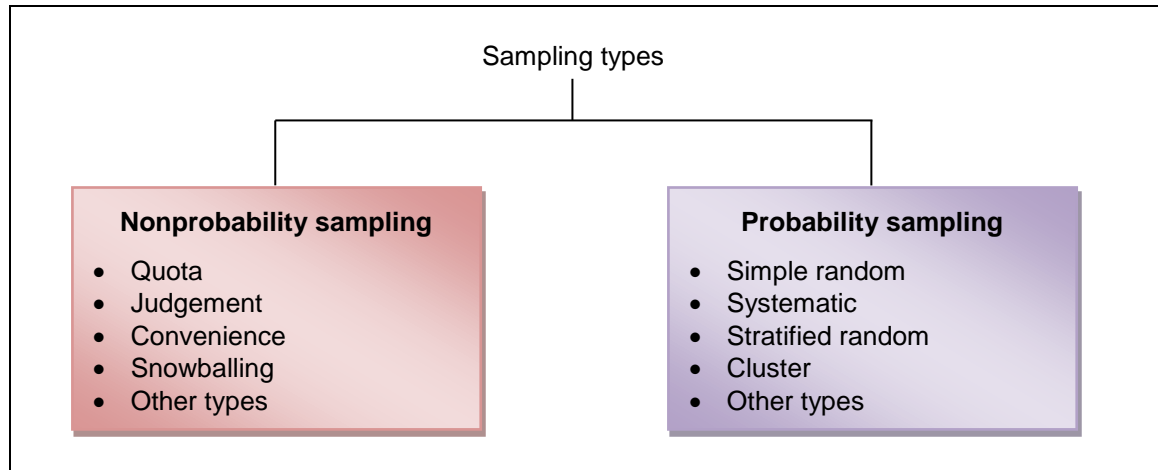 Sampling types
Nonprobability sampling
• Quota
• Judgement
• Convenience
• Snowballing
• Other types
Probability sampling
• Simple random
• Systematic
• Stratified random
• Cluster
• Other types